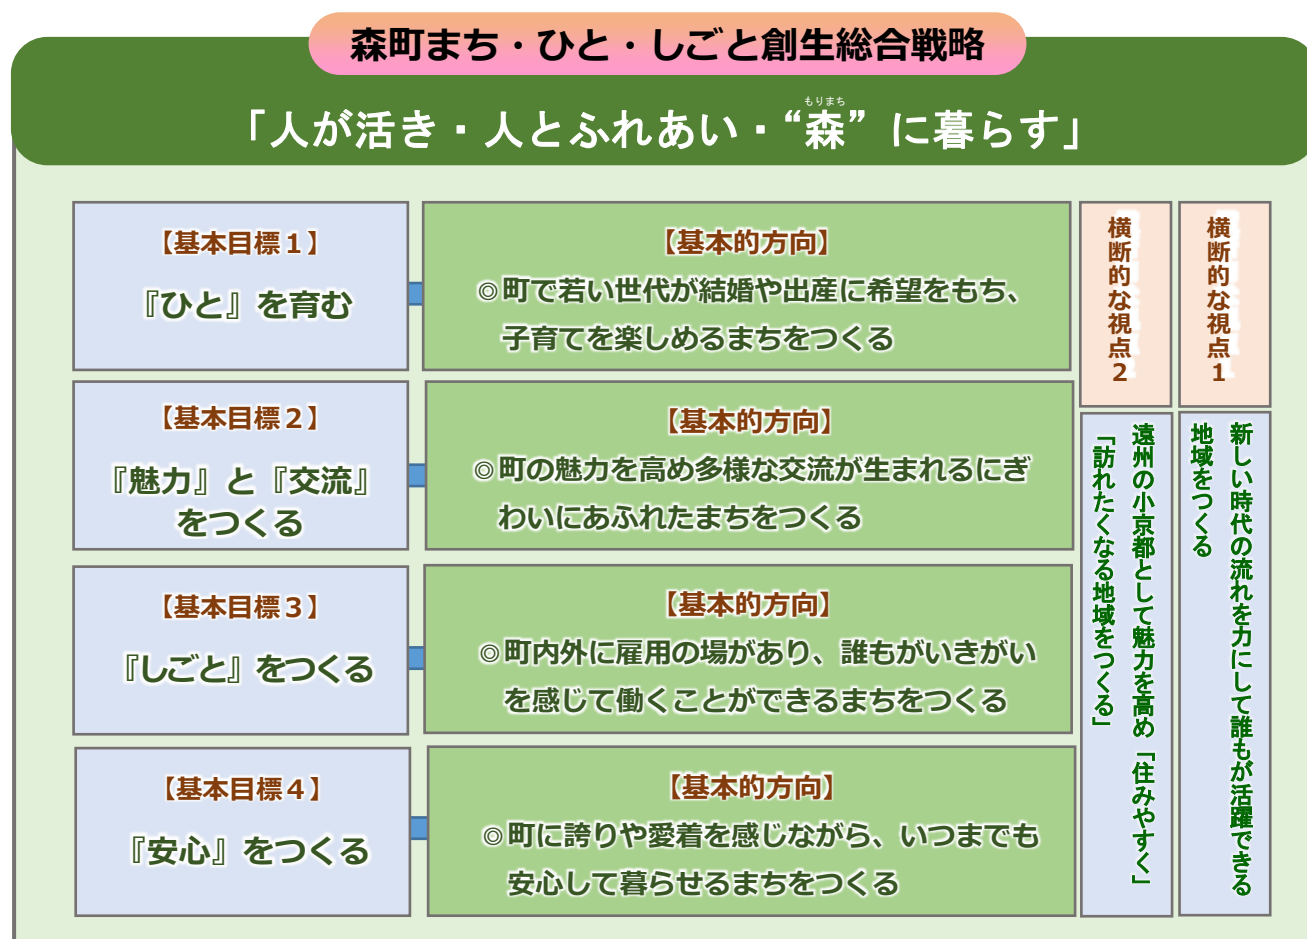 森町まち・ひと・しごと創生総合戦略
もりまち
「人が活き・人とふれあい・“森”に暮らす」
【基本目標１】
『ひと』を育む
【基本的方向】
◎町で若い世代が結婚や出産に希望をもち、
子育てを楽しめるまちをつくる
【基本目標２】
『魅力』と『交流』
をつくる
【基本的方向】
◎町の魅力を高め多様な交流が生まれるにぎ
わいにあふれたまちをつくる
【基本目標３】
『しごと』をつくる
【基本的方向】
◎町内外に雇用の場があり、誰もがいきがい
を感じて働くことができるまちをつくる
【基本目標４】
『安心』をつくる
【基本的方向】
◎町に誇りや愛着を感じながら、いつまでも
安心して暮らせるまちをつくる
横断的な視点1
新しい時代の流れを力にして誰もが活躍できる
地域をつくる
横断的な視点2
遠州の小京都として魅力を高め「住みやすく」
「訪れたくなる地域をつくる」